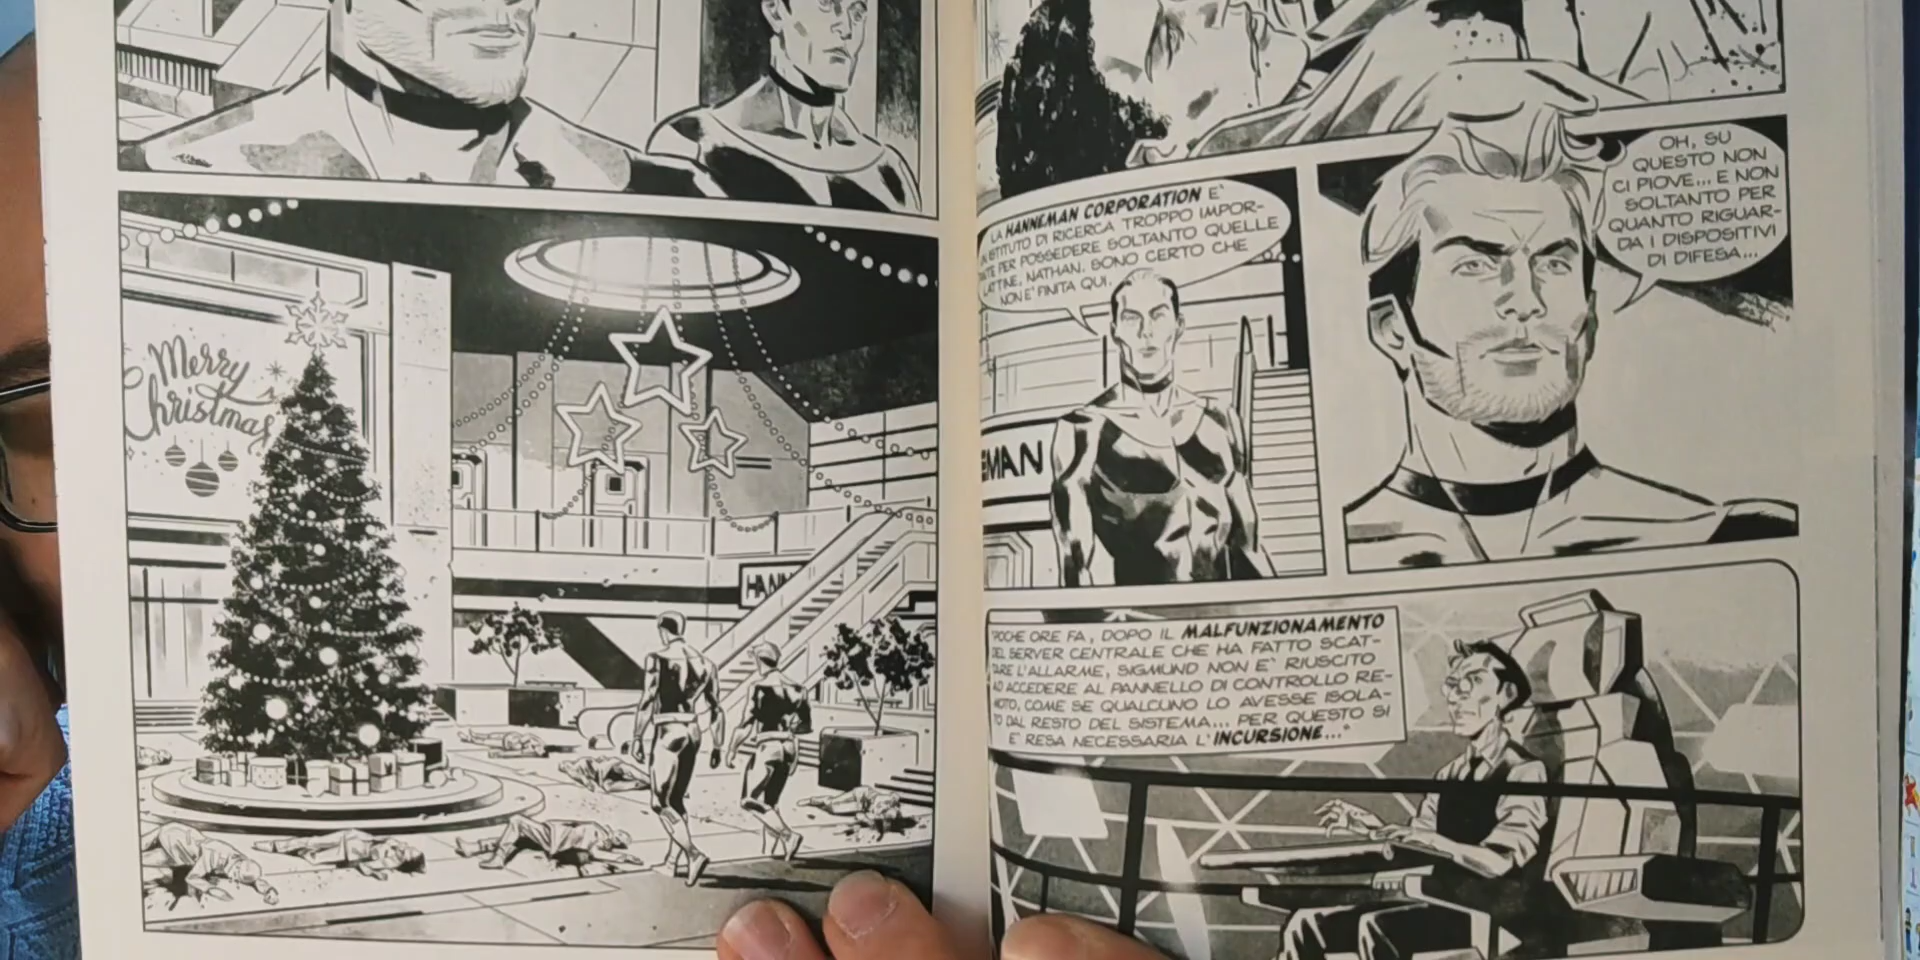 Merry
Christmas
HANN
LA HANNEMAN CORPORATION E'
UN ISTITUTO DI RICERCA TROPPO IMPOR-
TANTE PER POSSEDERE SOLTANTO QUELLE
LATTINE, NATHAN. SONO CERTO CHE
NON E' FINITA QUI.
EMAN
OH, SU
QUESTO NON
CI PIOVE... E NON
SOLTANTO PER
QUANTO RIGUAR-
DA I DISPOSITIVI
DI DIFESA...
"POCHE ORE FA, DOPO IL MALFUNZIONAMENTO
DEL SERVER CENTRALE CHE HA FATTO SCAT-
TARE L'ALLARME, SIGMUND NON E' RIUSCITO
AD ACCEDERE AL PANNELLO DI CONTROLLO RE-
MOTO, COME SE QUALCUNO LO AVESSE ISOLA-
TO DAL RESTO DEL SISTEMA... PER QUESTO SI
E' RESA NECESSARIA L'INCURSIONE..."